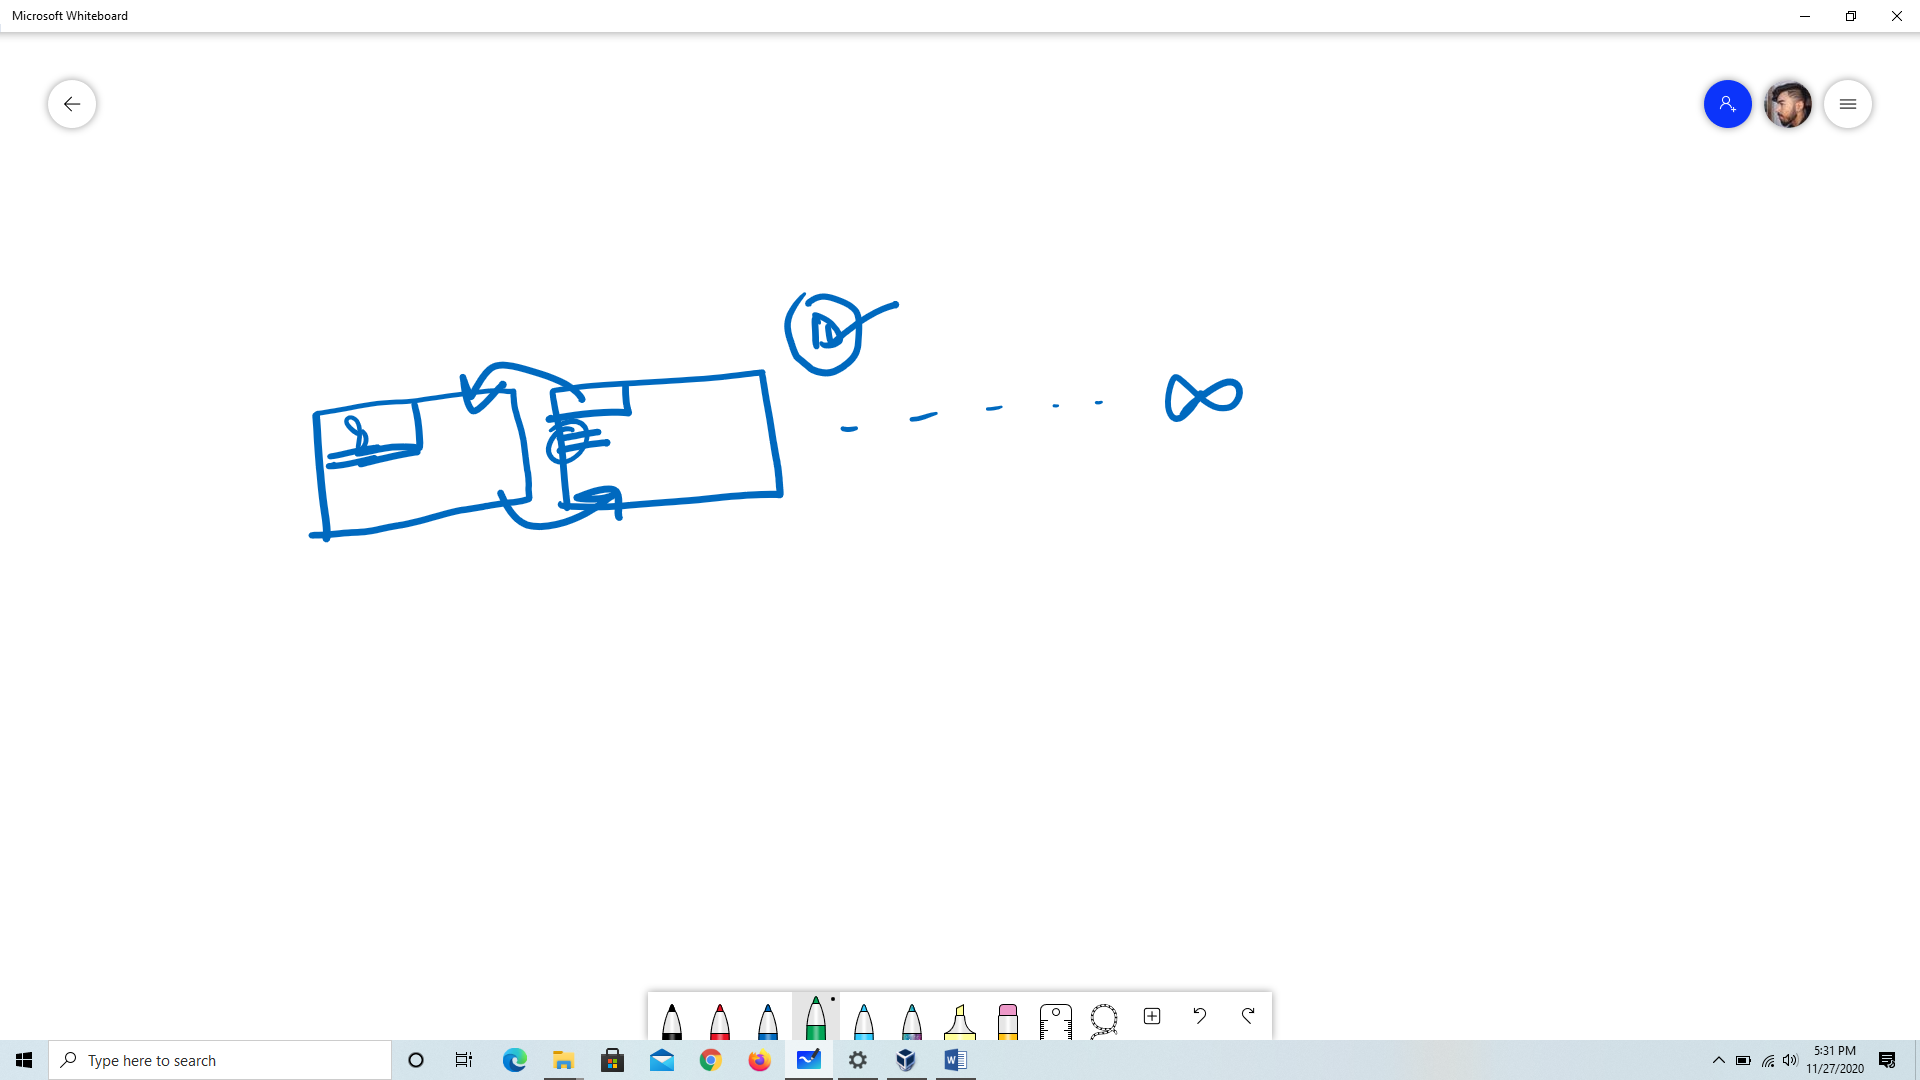 Microsoft Whiteboard
D
∞
Type here to search
5:31 PM
11/27/2020